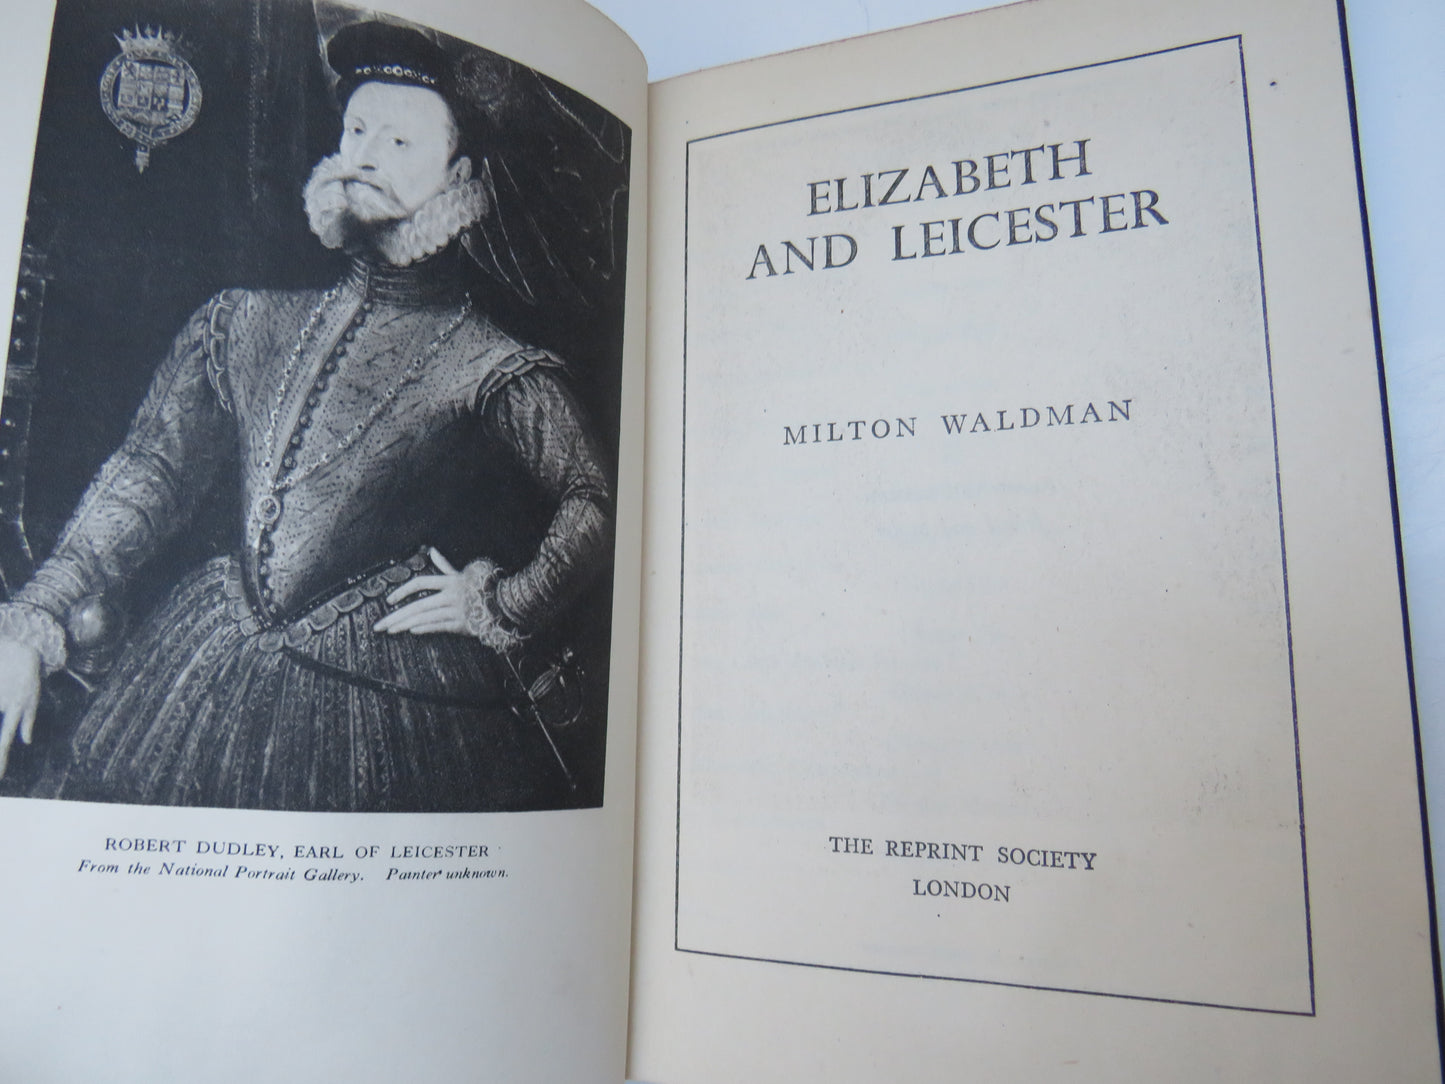 ROBERT DUDLEY, EARL OF LEICESTER
From the National Portrait Gallery. Painter unknown.
ELIZABETH
AND LEICESTER
MILTON WALDMAN
THE REPRINT SOCIETY
LONDON